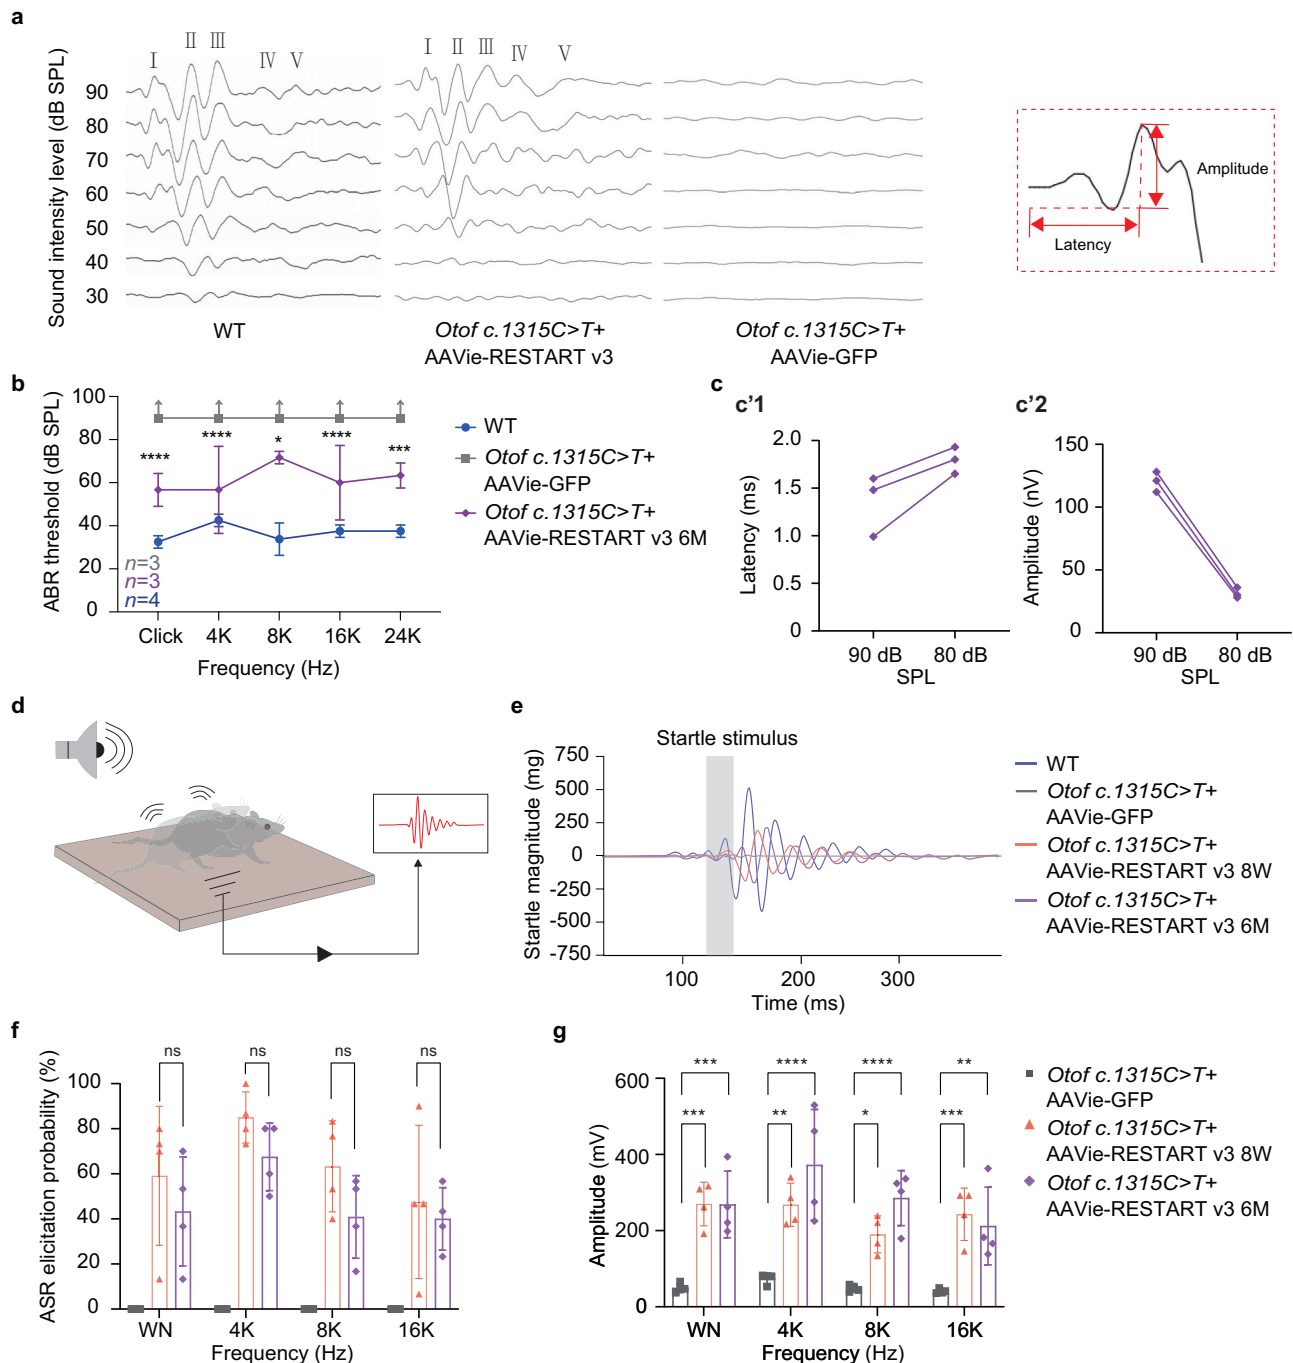 a
Sound intensity level (dB SPL)
I II III IV V
I II III IV V
90
80
70
60
50
40
30
WT
Otof c.1315C>T+
AAVie-RESTART v3
Otof c.1315C>T+
AAVie-GFP
Amplitude
Latency
b
ABR threshold (dB SPL)
100
80
60
40
20
0
**** **** * **** ***
n=3
n=3
n=4
Click 4K 8K 16K 24K
Frequency (Hz)
WT
Otof c.1315C>T+
AAVie-GFP
Otof c.1315C>T+
AAVie-RESTART v3 6M
c
c'1
Latency (ms)
2.0
1.5
1.0
0.5
0
90 dB 80 dB
SPL
c'2
Amplitude (nV)
150
100
50
0
90 dB 80 dB
SPL
d
e
Startle stimulus
Startle magnitude (mg)
750
500
250
0
-250
-500
-750
100 200 300
Time (ms)
WT
Otof c.1315C>T+
AAVie-GFP
Otof c.1315C>T+
AAVie-RESTART v3 8W
Otof c.1315C>T+
AAVie-RESTART v3 6M
f
ASR elicitation probability (%)
ns ns ns ns
120
100
80
60
40
20
0
WN 4K 8K 16K
Frequency (Hz)
g
Amplitude (mV)
*** **** **** **
*** ** * ***
600
400
200
0
WN 4K 8K 16K
Frequency (Hz)
Otof c.1315C>T+
AAVie-GFP
Otof c.1315C>T+
AAVie-RESTART v3 8W
Otof c.1315C>T+
AAVie-RESTART v3 6M